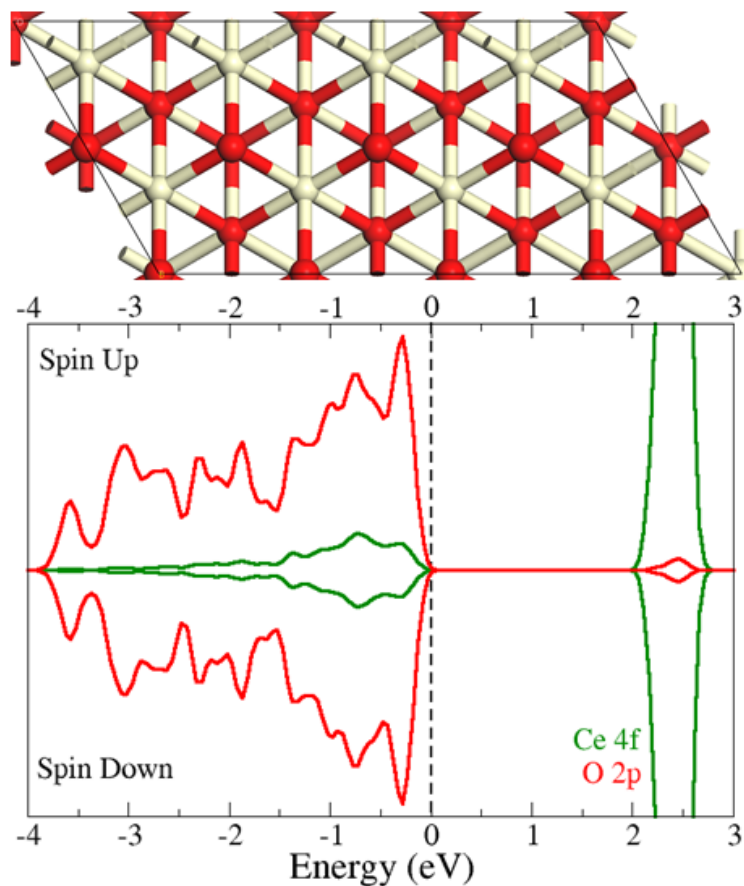 -4 -3 -2 -1 0 1 2 3
Spin Up
Ce 4f
Spin Down
O 2p
-4 -3 -2 -1 0 1 2 3
Energy (eV)